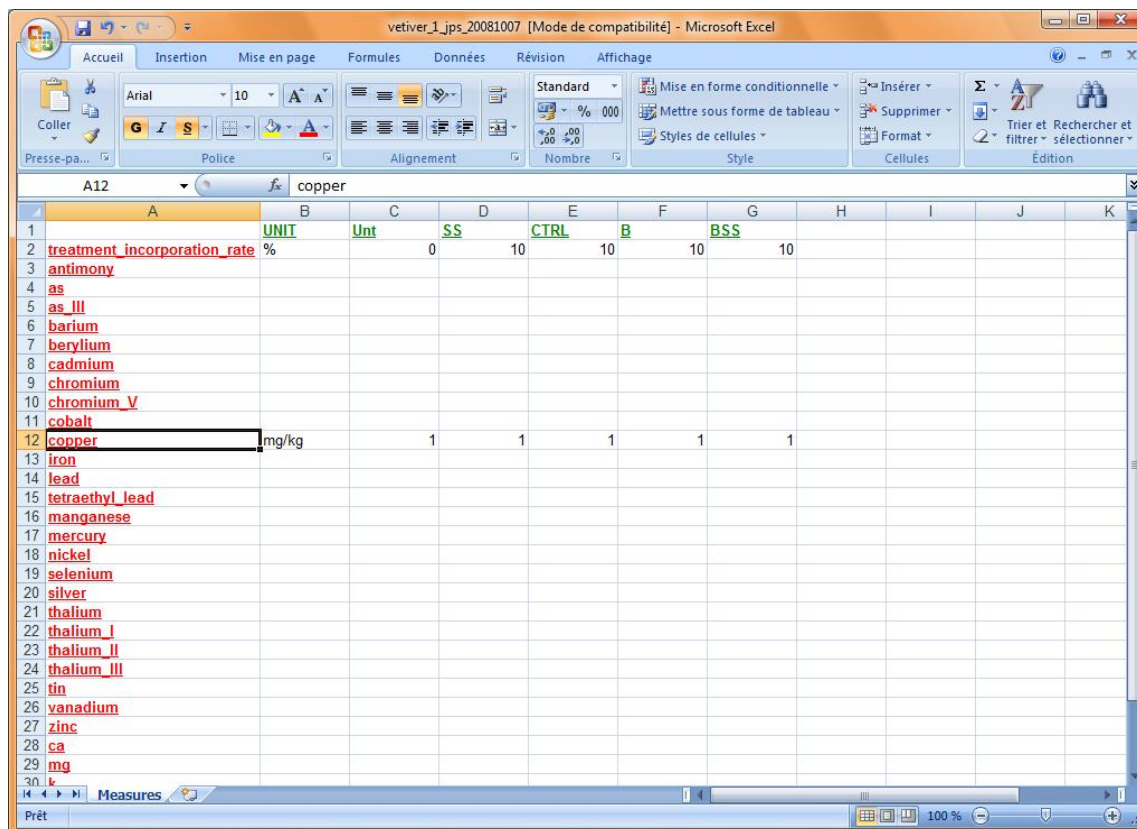 vetiver_1_jps_20081007 [Mode de compatibilité] - Microsoft Excel
Accueil Insertion Mise en page Formules Données Révision Affichage
Coller
Arial 10 A A
G I S A
Standard
% 000
,0 ,00
,00 ,0
Mise en forme conditionnelle
Mettre sous forme de tableau
Styles de cellules
Insérer
Supprimer
Format
Σ
A
Z
Trier et filtrer
Rechercher et sélectionner
Presse-pa... Police Alignement Nombre Style Cellules Édition
A12 fx copper
A B C D E F G H I J K
1 UNIT Unt SS CTRL B BSS
2 treatment_incorporation_rate % 0 10 10 10 10
3 antimony
4 as
5 as_III
6 barium
7 berylium
8 cadmium
9 chromium
10 chromium_V
11 cobalt
12 copper mg/kg 1 1 1 1 1
13 iron
14 lead
15 tetraethyl_lead
16 manganese
17 mercury
18 nickel
19 selenium
20 silver
21 thalium
22 thalium_I
23 thalium_II
24 thalium_III
25 tin
26 vanadium
27 zinc
28 ca
29 mg
30 k
Measures
Prêt 100 %